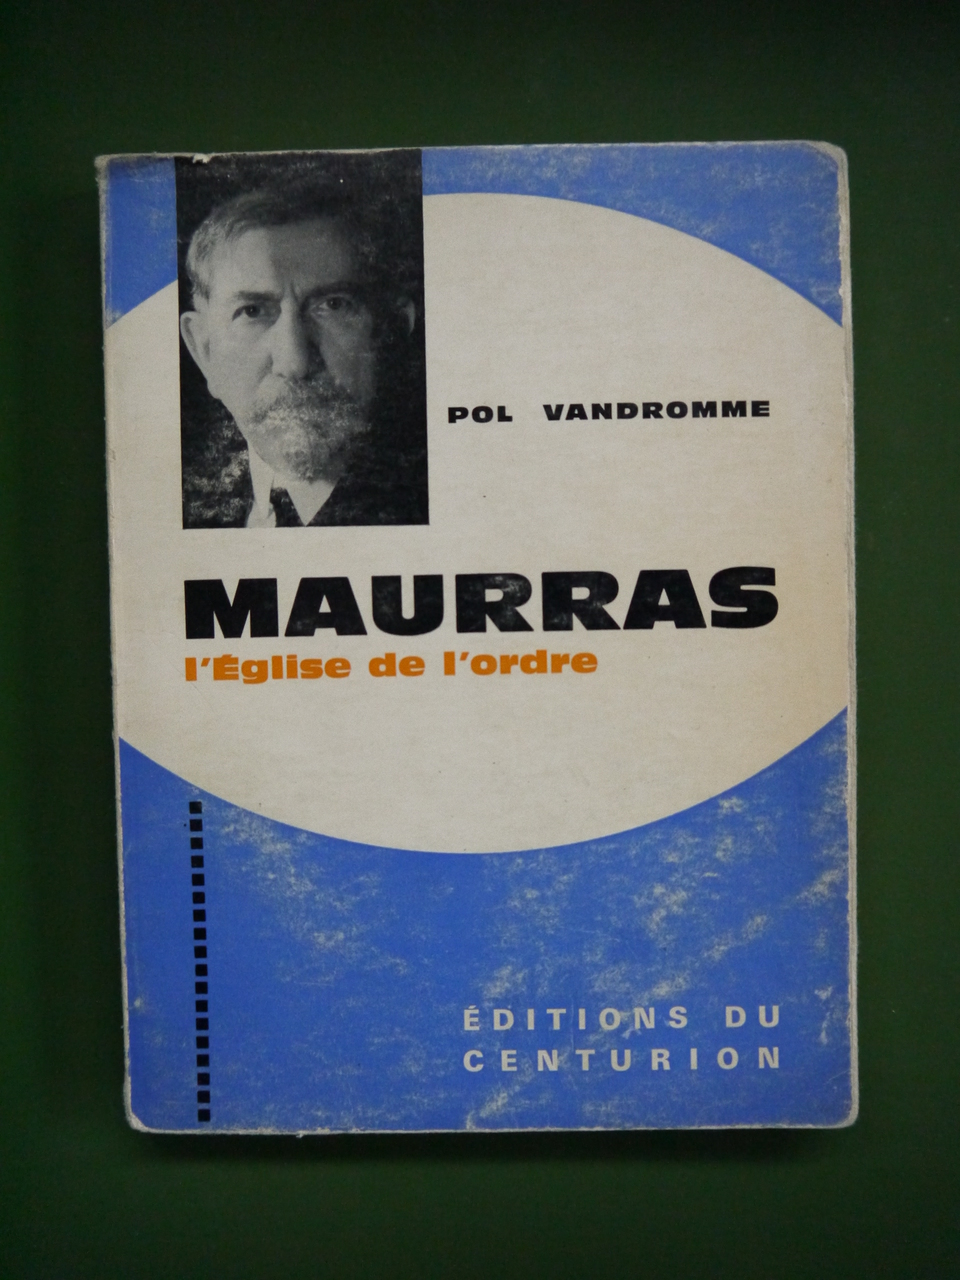 POL VANDROMME
MAURRAS
l'Église de l'ordre
ÉDITIONS DU
CENTURION